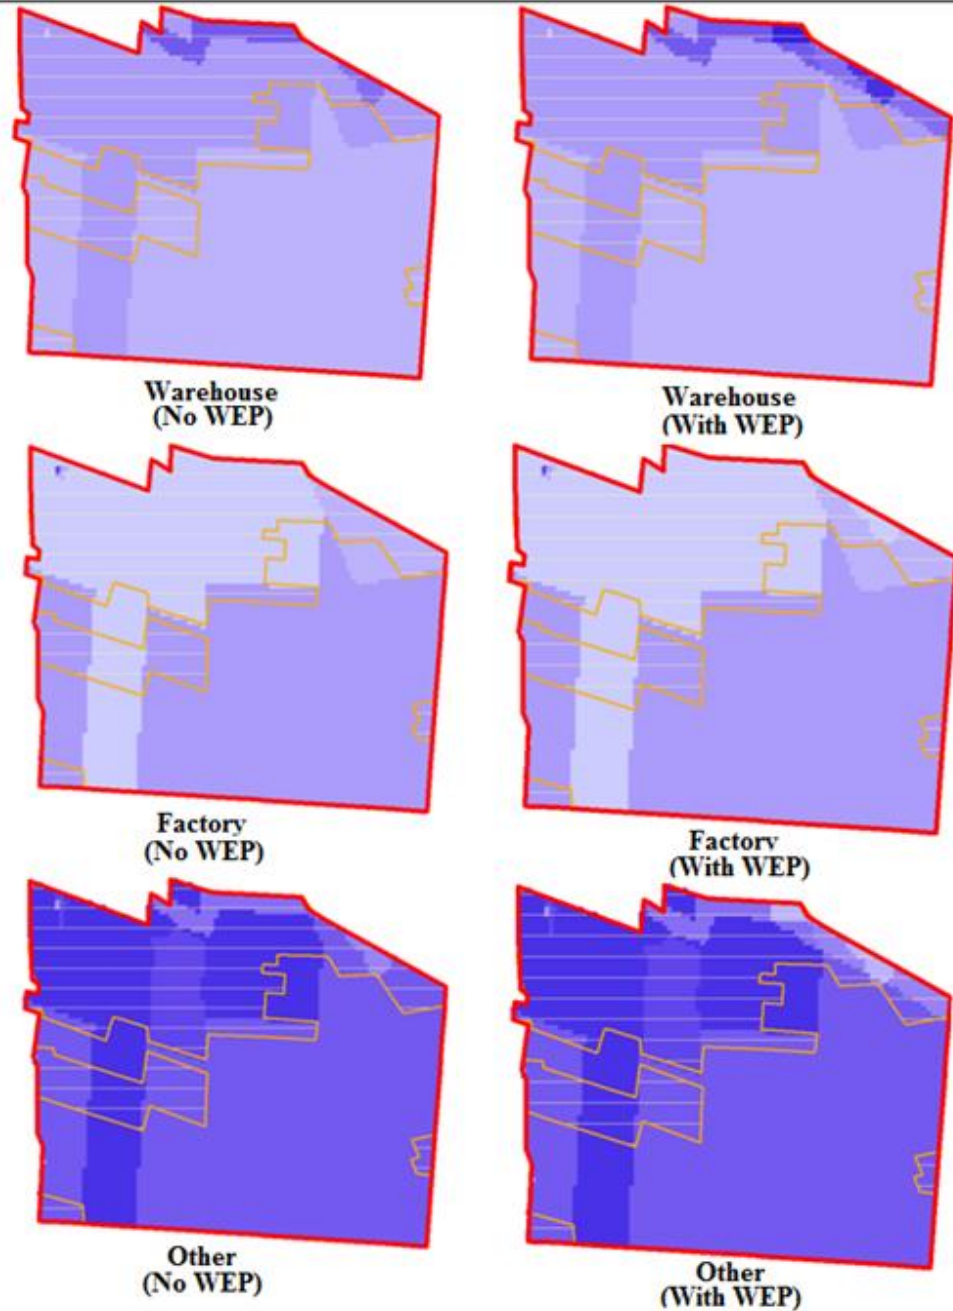 Warehouse
(No WEP)
Warehouse
(With WEP)
Factory
(No WEP)
Factory
(With WEP)
Other
(No WEP)
Other
(With WEP)